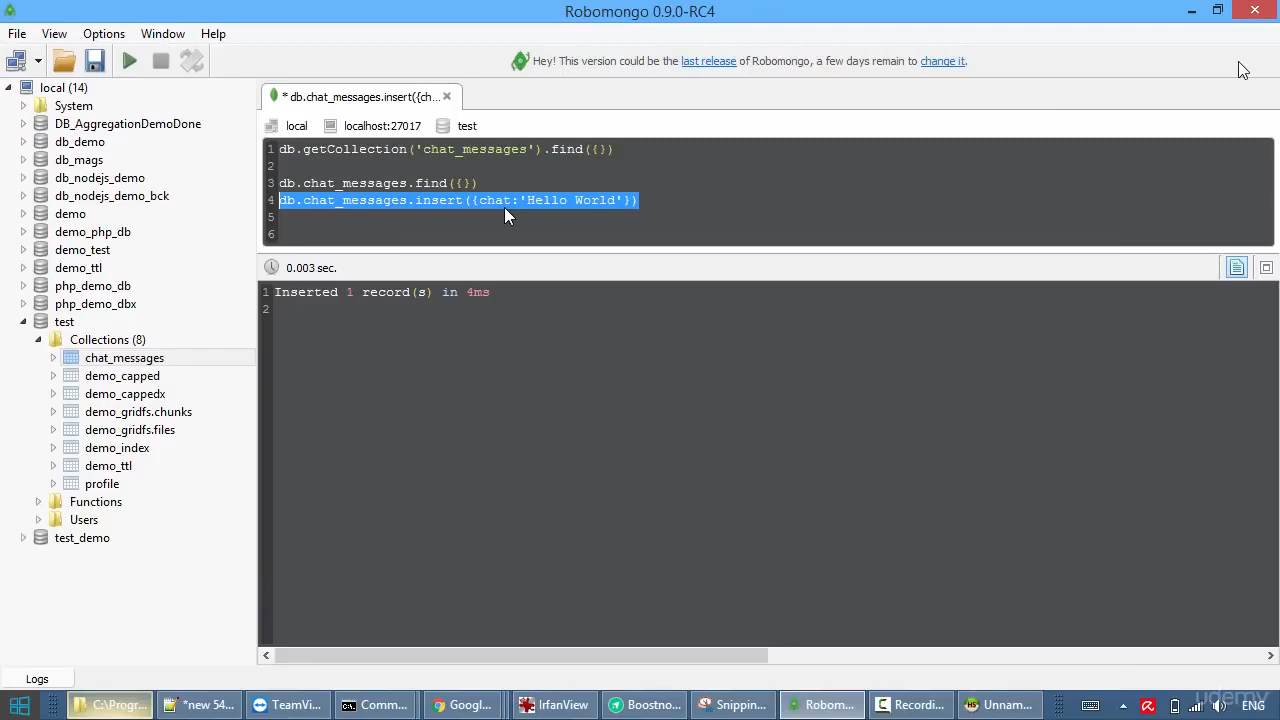 Robomongo 0.9.0-RC4
File View Options Window Help
Hey! This version could be the last release of Robomongo, a few days remain to change it.
local (14)
System
DB_AggregationDemoDone
db_demo
db_mags
db_nodejs_demo
db_nodejs_demo_bck
demo
demo_php_db
demo_test
demo_ttl
php_demo_db
php_demo_dbx
test
Collections (8)
chat_messages
demo_capped
demo_cappedx
demo_gridfs.chunks
demo_gridfs.files
demo_index
demo_ttl
profile
Functions
Users
test_demo
* db.chat_messages.insert({ch...
local localhost:27017 test
1 db.getCollection('chat_messages').find({})
2
3 db.chat_messages.find({})
4 db.chat_messages.insert({chat:'Hello World'})
5
6
0.003 sec.
1 Inserted 1 record(s) in 4ms
2
Logs
C:\Progr... *new 54... TeamVi... Comm... Googl... IrfanView Boostno... Snippin... Robom... Recordi... Unnam... ENG
udemy